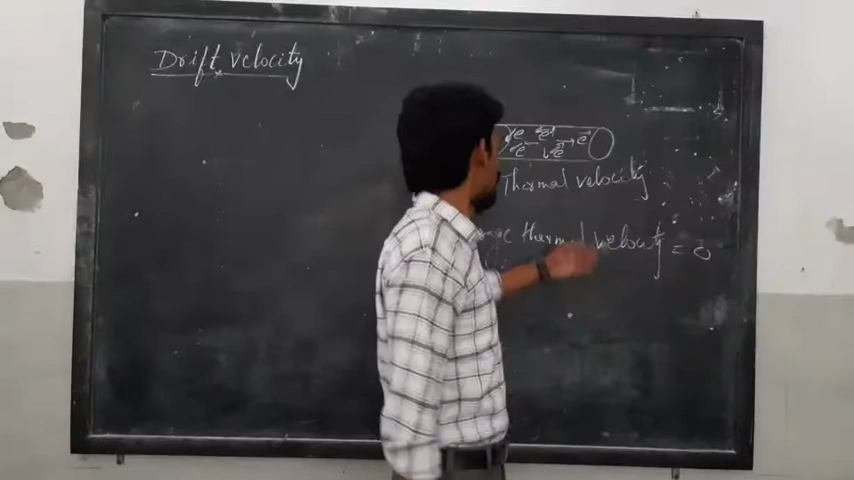 Drift velocity
e e e
e e
Thermal velocity
thermal velocity = 0